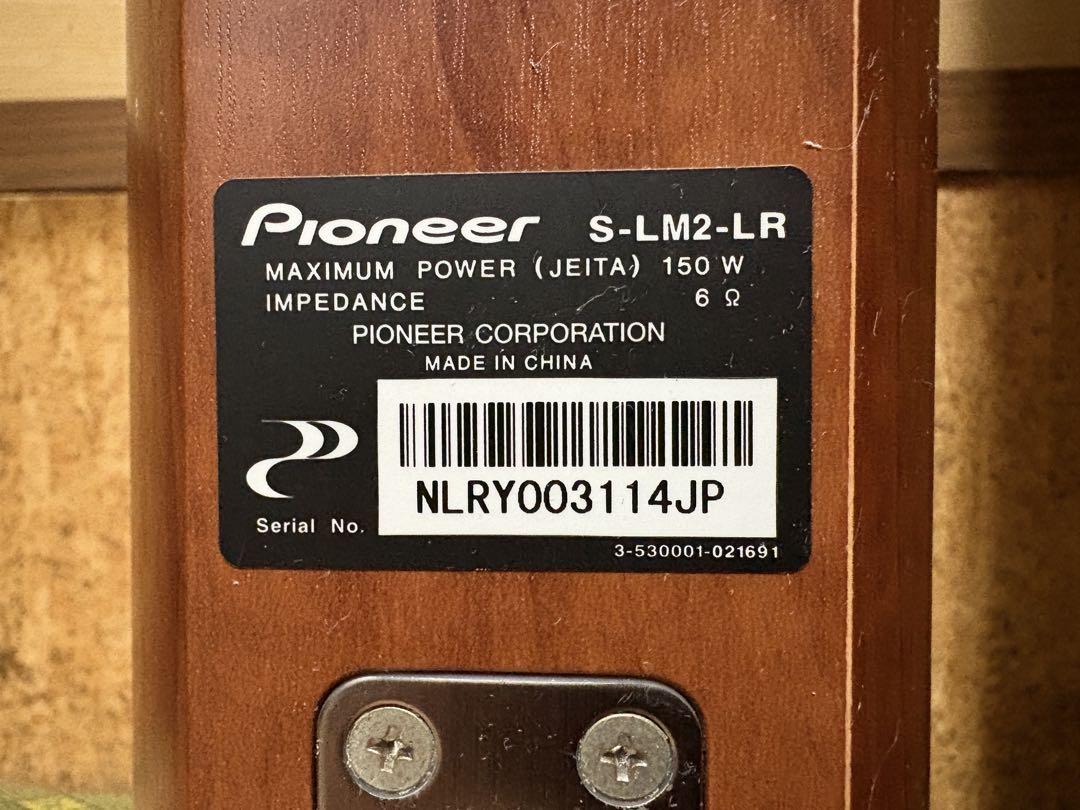 Pioneer S-LM2-LR
MAXIMUM POWER (JEITA) 150 W
IMPEDANCE 6 Ω
PIONEER CORPORATION
MADE IN CHINA
NLRY003114JP
Serial No.
3-530001-021691